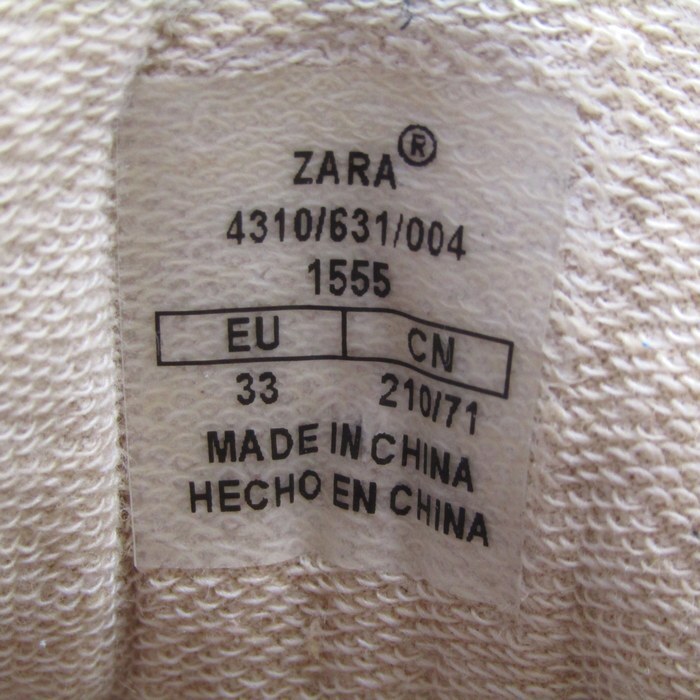 ZARA®
4310/631/004
1555
EU CN
33 210/71
MADE IN CHINA
HECHO EN CHINA